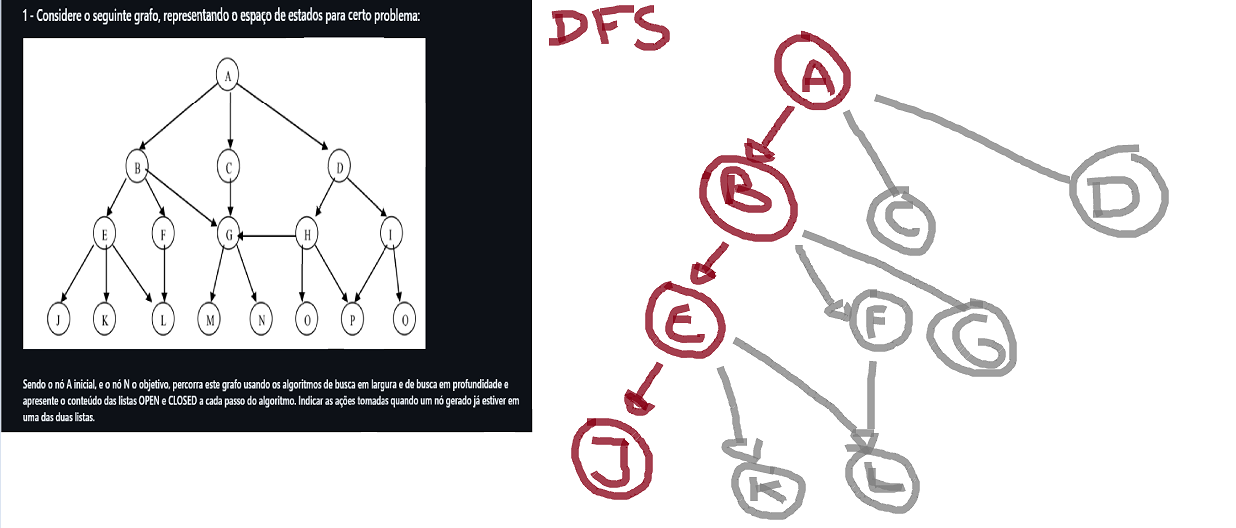 1 - Considere o seguinte grafo, representando o espaço de estados para certo problema:
A
B C D
E F G H I
J K L M N O P O
Sendo o nó A inicial, e o nó N o objetivo, percorra este grafo usando os algoritmos de busca em largura e de busca em profundidade e
apresente o conteúdo das listas OPEN e CLOSED a cada passo do algoritmo. Indicar as ações tomadas quando um nó gerado já estiver em
uma das duas listas.
DFS
A
B C D
E F G
J K L